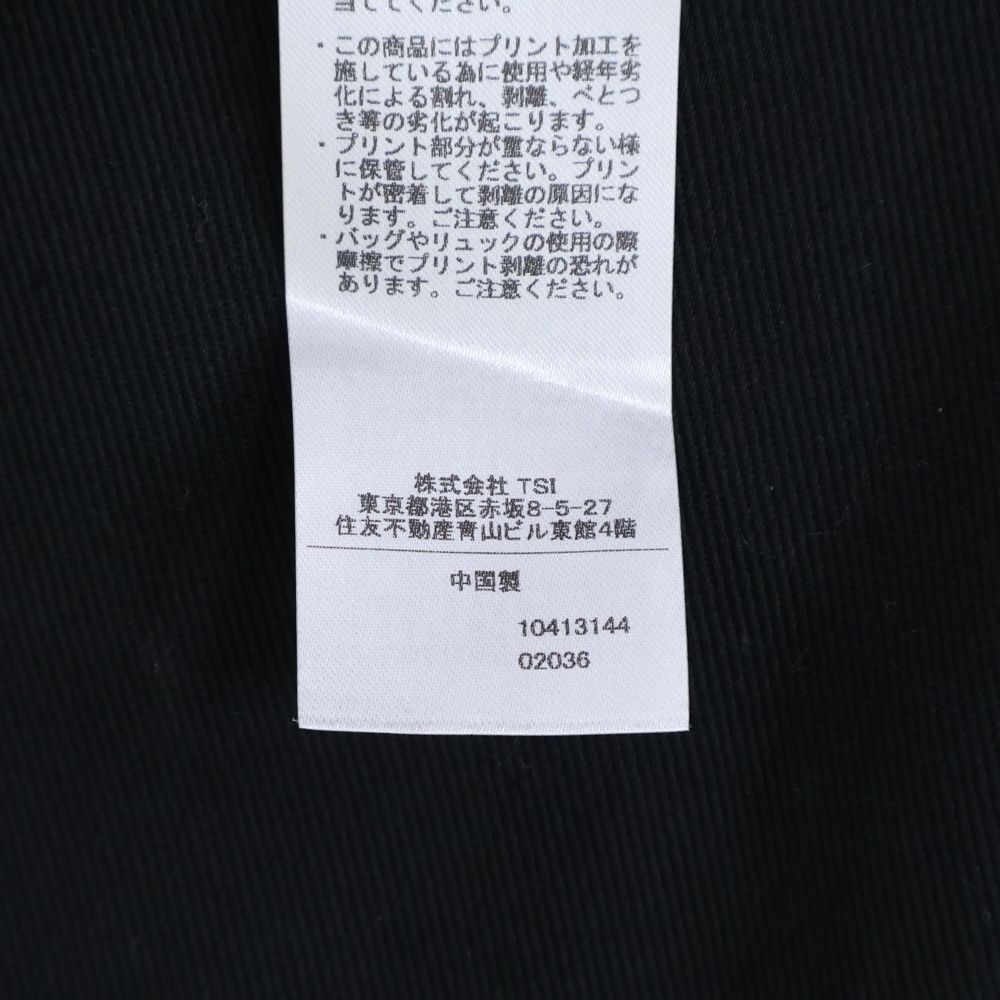 当ててください。
・この商品にはプリント加工を
施している為に使用や経年劣
化による割れ、剥離、べとつ
き等の劣化が起こります。
・プリント部分が重ならない様
に保管してください。プリン
トが密着して剥離の原因にな
ります。ご注意ください。
・バッグやリュックの使用の際
摩擦でプリント剥離の恐れが
あります。ご注意ください。
株式会社 TSI
東京都港区赤坂8-5-27
住友不動産青山ビル東館4階
中国製
10413144
02036